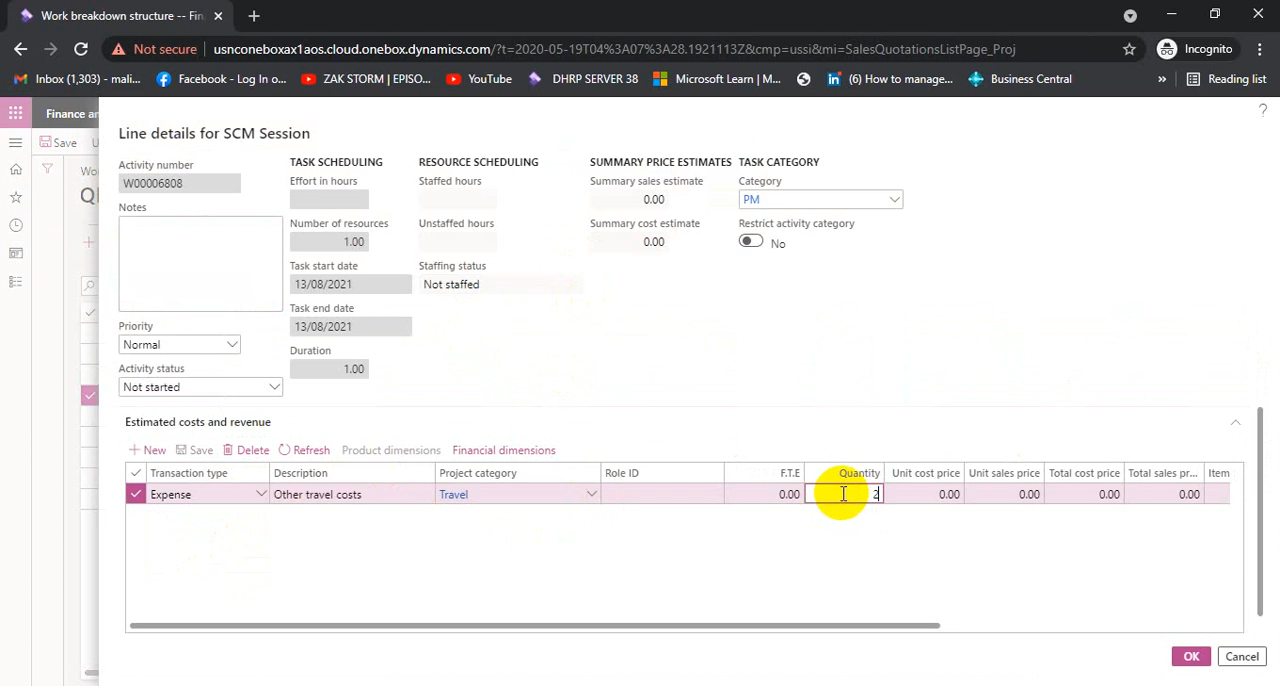 Work breakdown structure -- Fin
Not secure
usnconeboxax1aos.cloud.onebox.dynamics.com/?t=2020-05-19T04%3A07%3A28.1921113Z&cmp=ussi&mi=SalesQuotationsListPage_Proj
Incognito
Inbox (1,303) - mali...
Facebook - Log In o...
ZAK STORM | EPISO...
YouTube
DHRP SERVER 38
Microsoft Learn | M...
(6) How to manage...
Business Central
»
Reading list
Finance an
Save
Wo
Line details for SCM Session
Activity number
W00006808
Notes
Priority
Normal
Activity status
Not started
TASK SCHEDULING
Effort in hours
Number of resources
1.00
Task start date
13/08/2021
Task end date
13/08/2021
Duration
1.00
RESOURCE SCHEDULING
Staffed hours
Unstaffed hours
Staffing status
Not staffed
SUMMARY PRICE ESTIMATES
Summary sales estimate
0.00
Summary cost estimate
0.00
TASK CATEGORY
Category
PM
Restrict activity category
No
Estimated costs and revenue
New Save Delete Refresh Product dimensions Financial dimensions
Transaction type Description Project category Role ID F.T.E Quantity Unit cost price Unit sales price Total cost price Total sales pr... Item
Expense Other travel costs Travel 0.00 2 0.00 0.00 0.00 0.00
OK Cancel